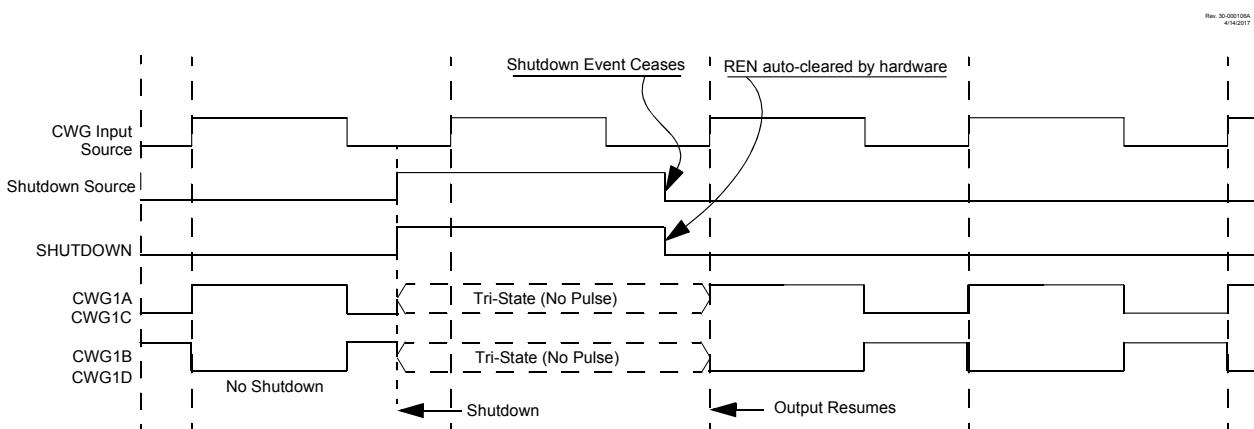 Rev. 30-000106A
4/14/2017
Shutdown Event Ceases
REN auto-cleared by hardware
CWG Input
Source
Shutdown Source
SHUTDOWN
CWG1A
CWG1C
Tri-State (No Pulse)
CWG1B
CWG1D
Tri-State (No Pulse)
No Shutdown
Shutdown
Output Resumes